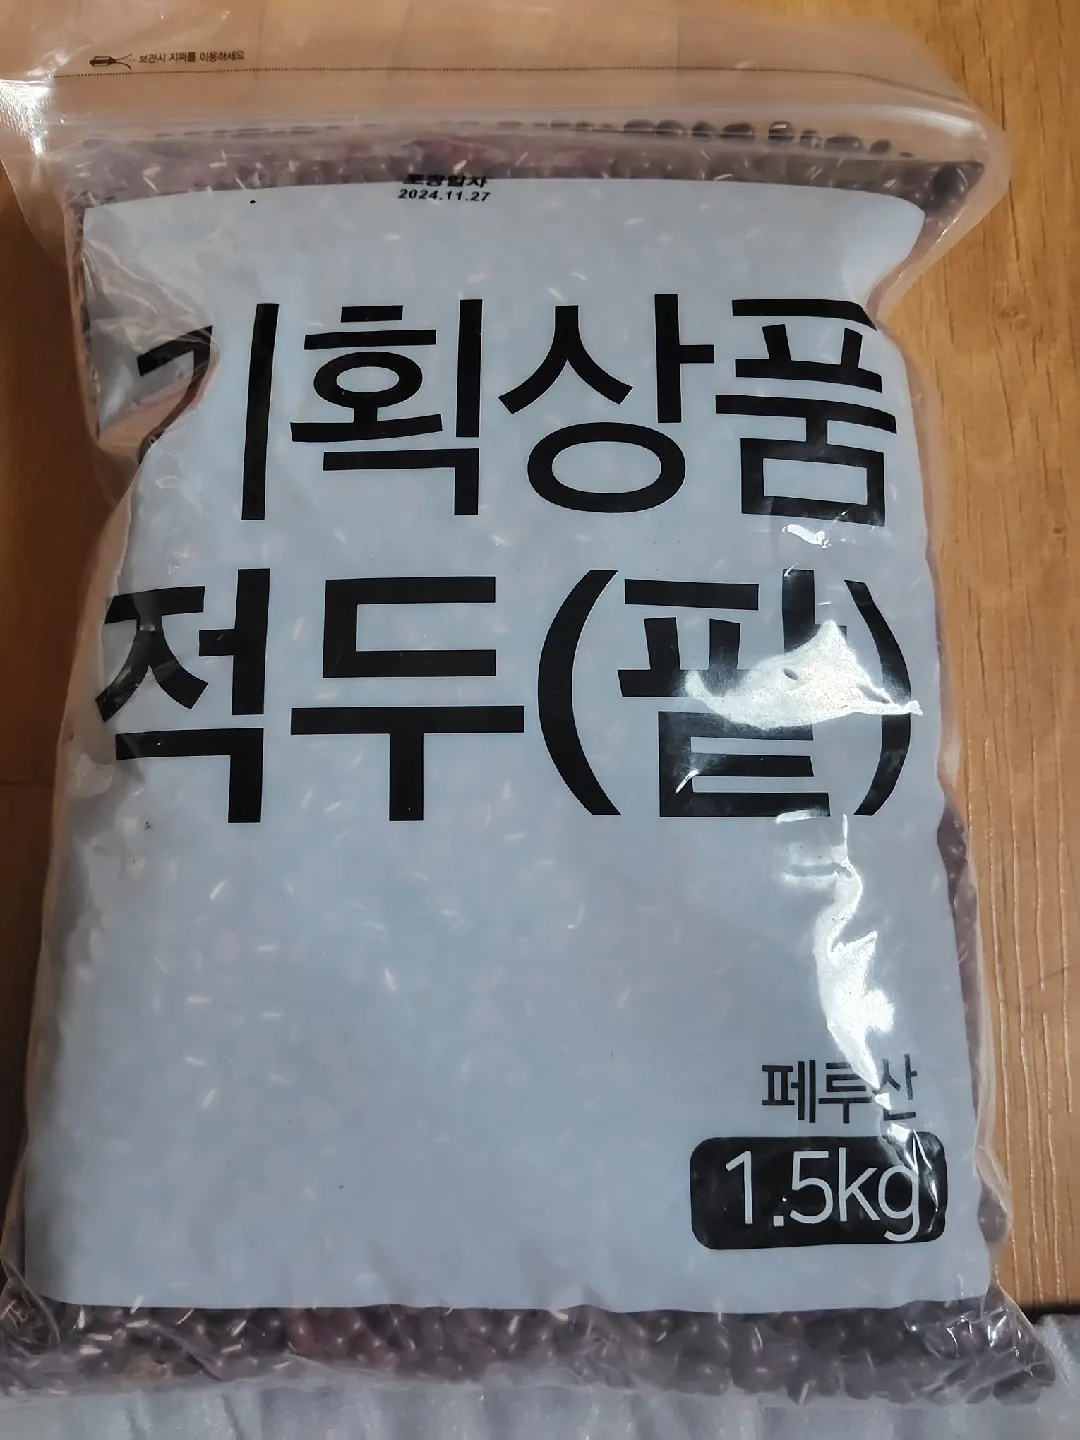 보관시 지퍼를 이용하세요
포장일자
2024.11.27
기획상품
적두(팥)
페루산
1.5kg